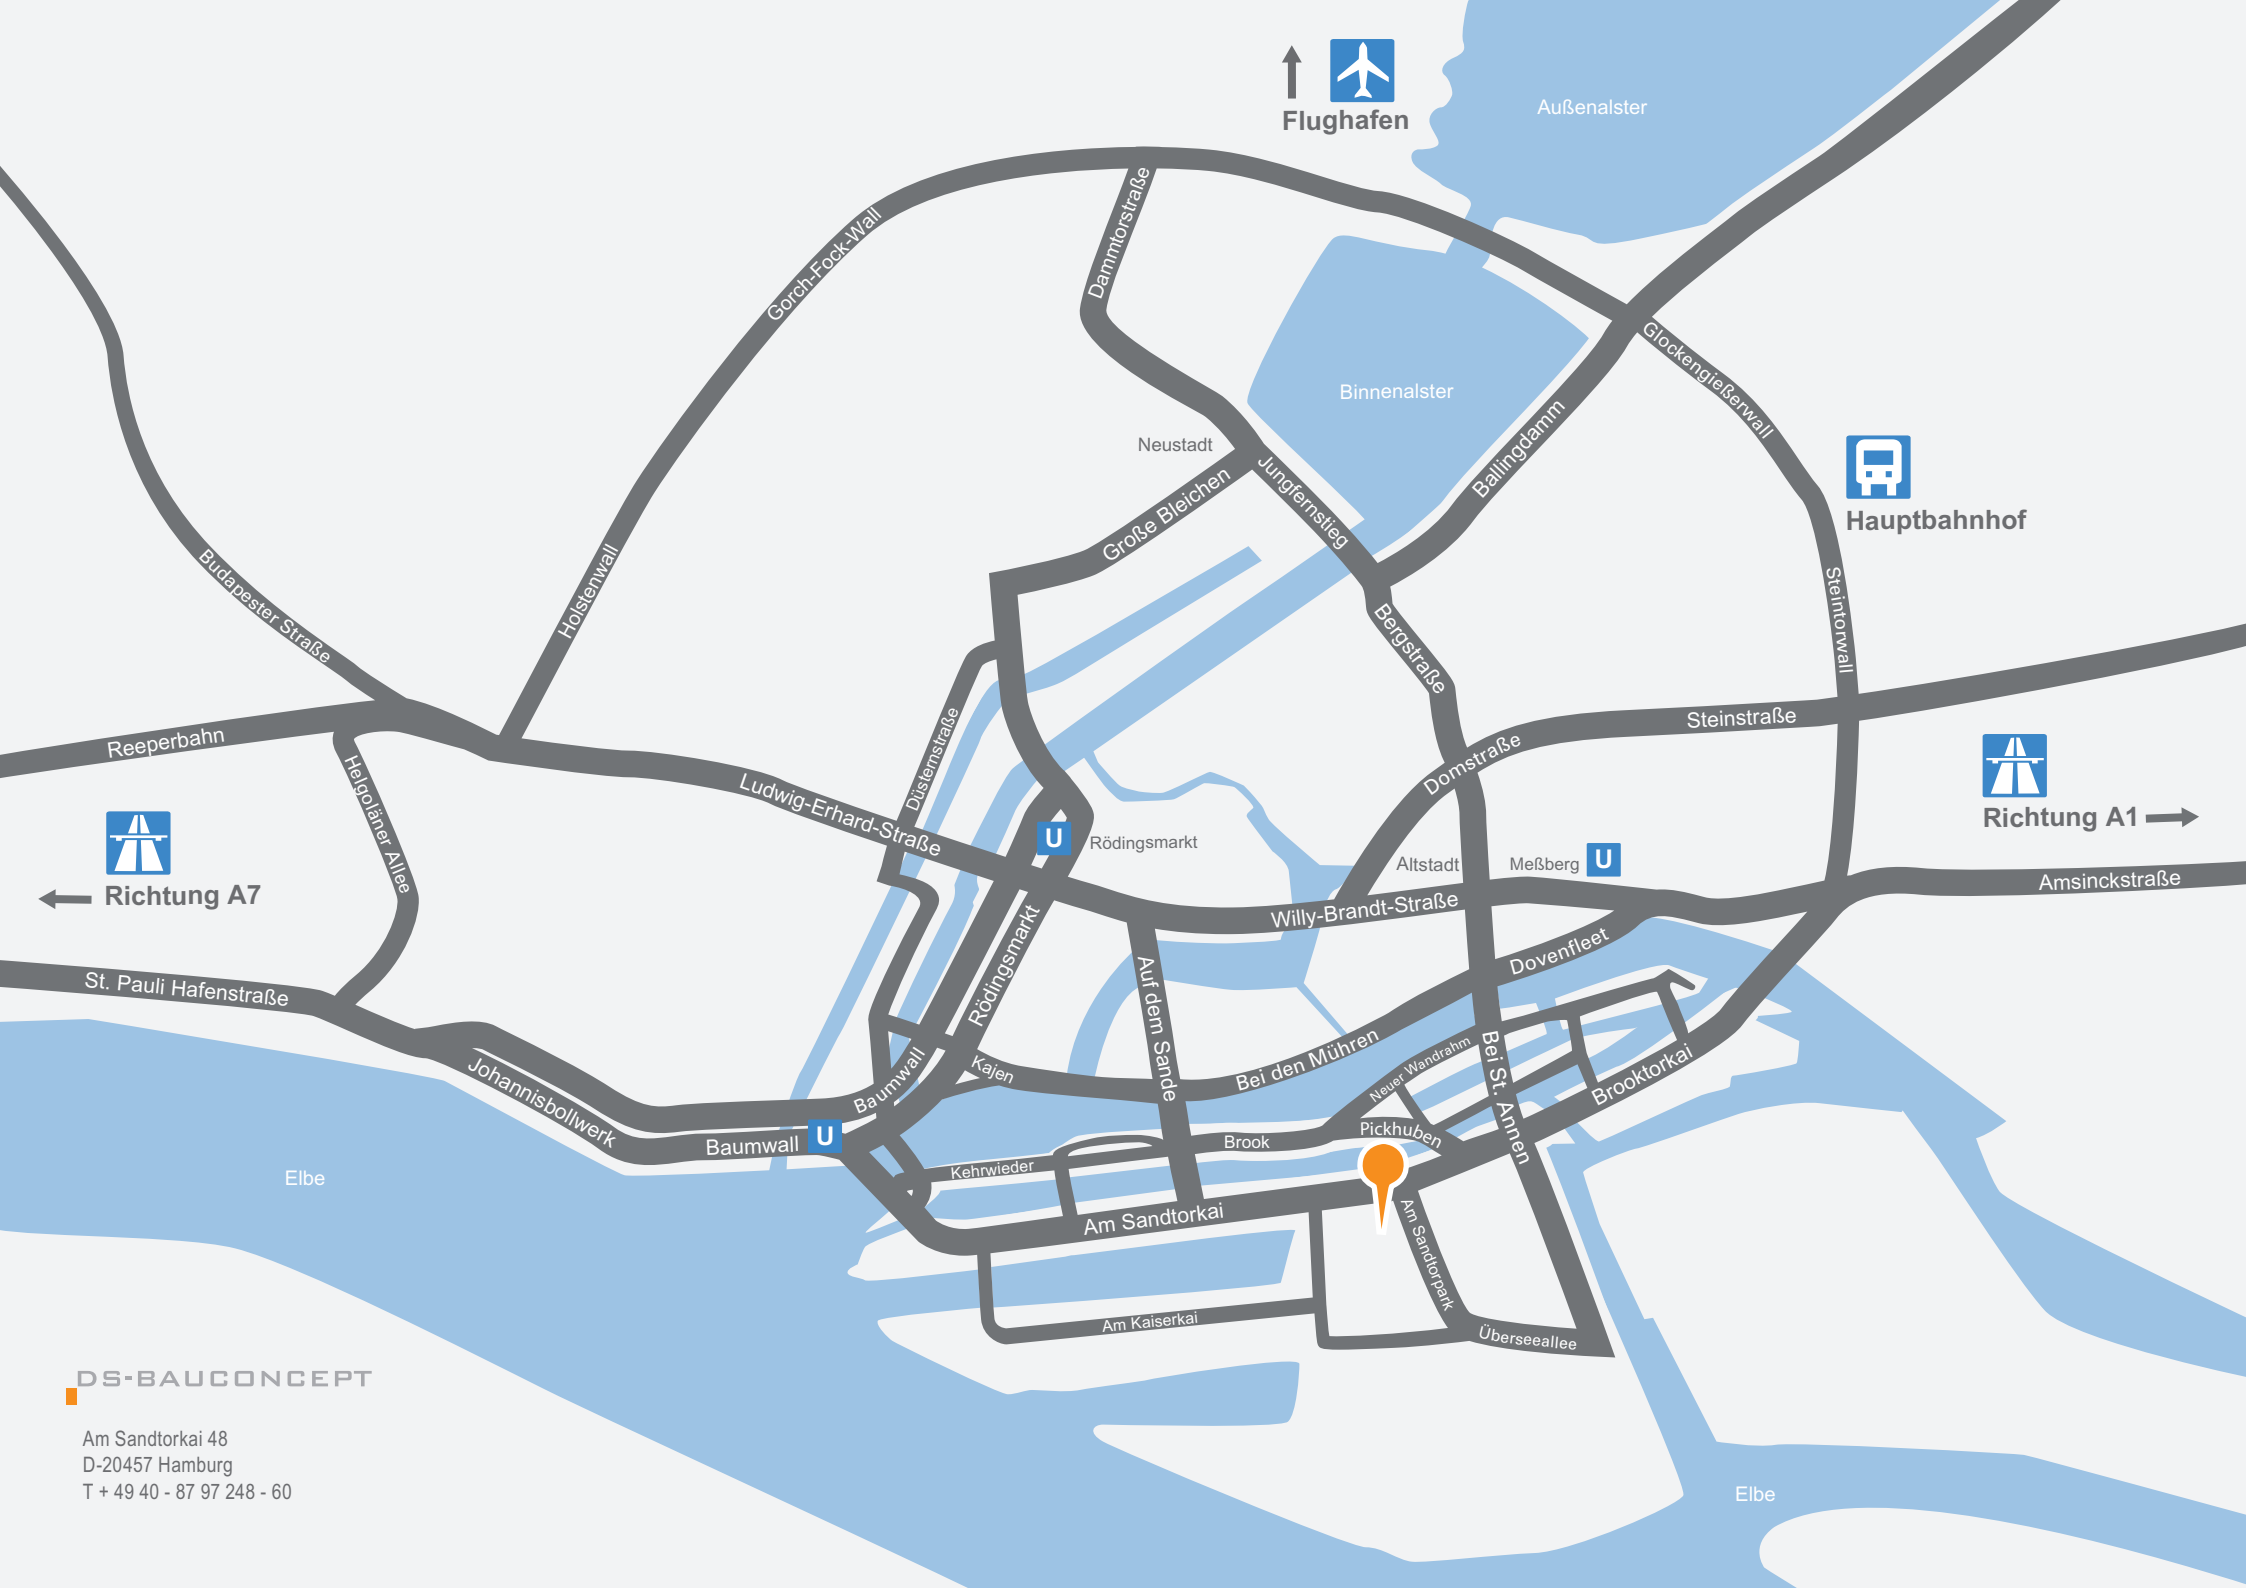 Flughafen
Außenalster
Dammtorstraße
Gorch-Fock-Wall
Glockengießerwall
Binnenalster
Neustadt
Ballingdamm
Jungfernstieg
Große Bleichen
Hauptbahnhof
Holstenwall
Budapester Straße
Steintorwall
Bergstraße
Steinstraße
Reeperbahn
Domstraße
Düsternstraße
Helgoläner Allee
Ludwig-Erhard-Straße
Richtung A1
U
Rödingsmarkt
Altstadt
Meßberg
U
Richtung A7
Amsinckstraße
Willy-Brandt-Straße
Rödingsmarkt
Dovenfleet
St. Pauli Hafenstraße
Auf dem Sande
Bei den Mühren
Neuer Wandrahm
Bei St. Annen
Brooktorkai
Kajen
Baumwall
Johannisbollwerk
Baumwall
U
Brook
Pickhuben
Kehrwieder
Elbe
Am Sandtorkai
Am Sandtorpark
Am Kaiserkai
Überseeallee
DS-BAUCONCEPT
Am Sandtorkai 48
D-20457 Hamburg
T + 49 40 - 87 97 248 - 60
Elbe